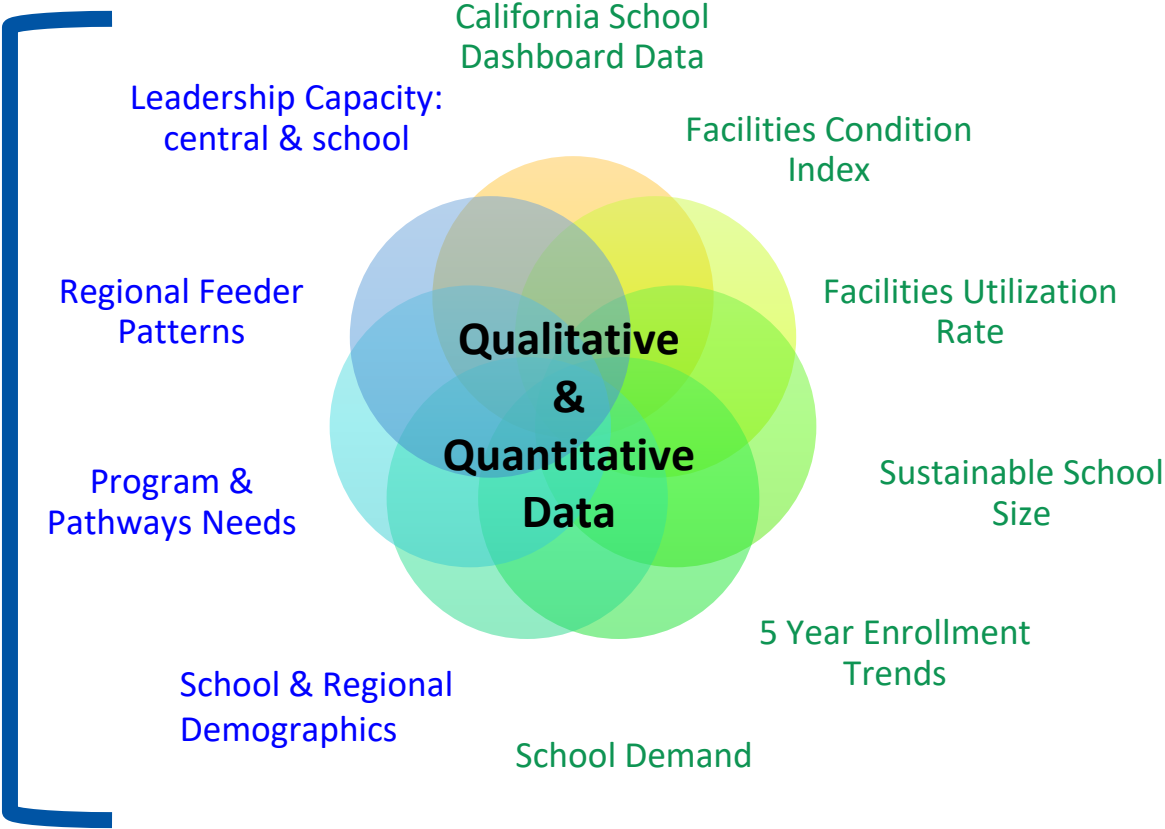 California School
Dashboard Data
Leadership Capacity:
central & school
Facilities Condition
Index
Regional Feeder
Patterns
Facilities Utilization
Rate
Qualitative
&
Quantitative
Data
Program &
Pathways Needs
Sustainable School
Size
5 Year Enrollment
Trends
School & Regional
Demographics
School Demand